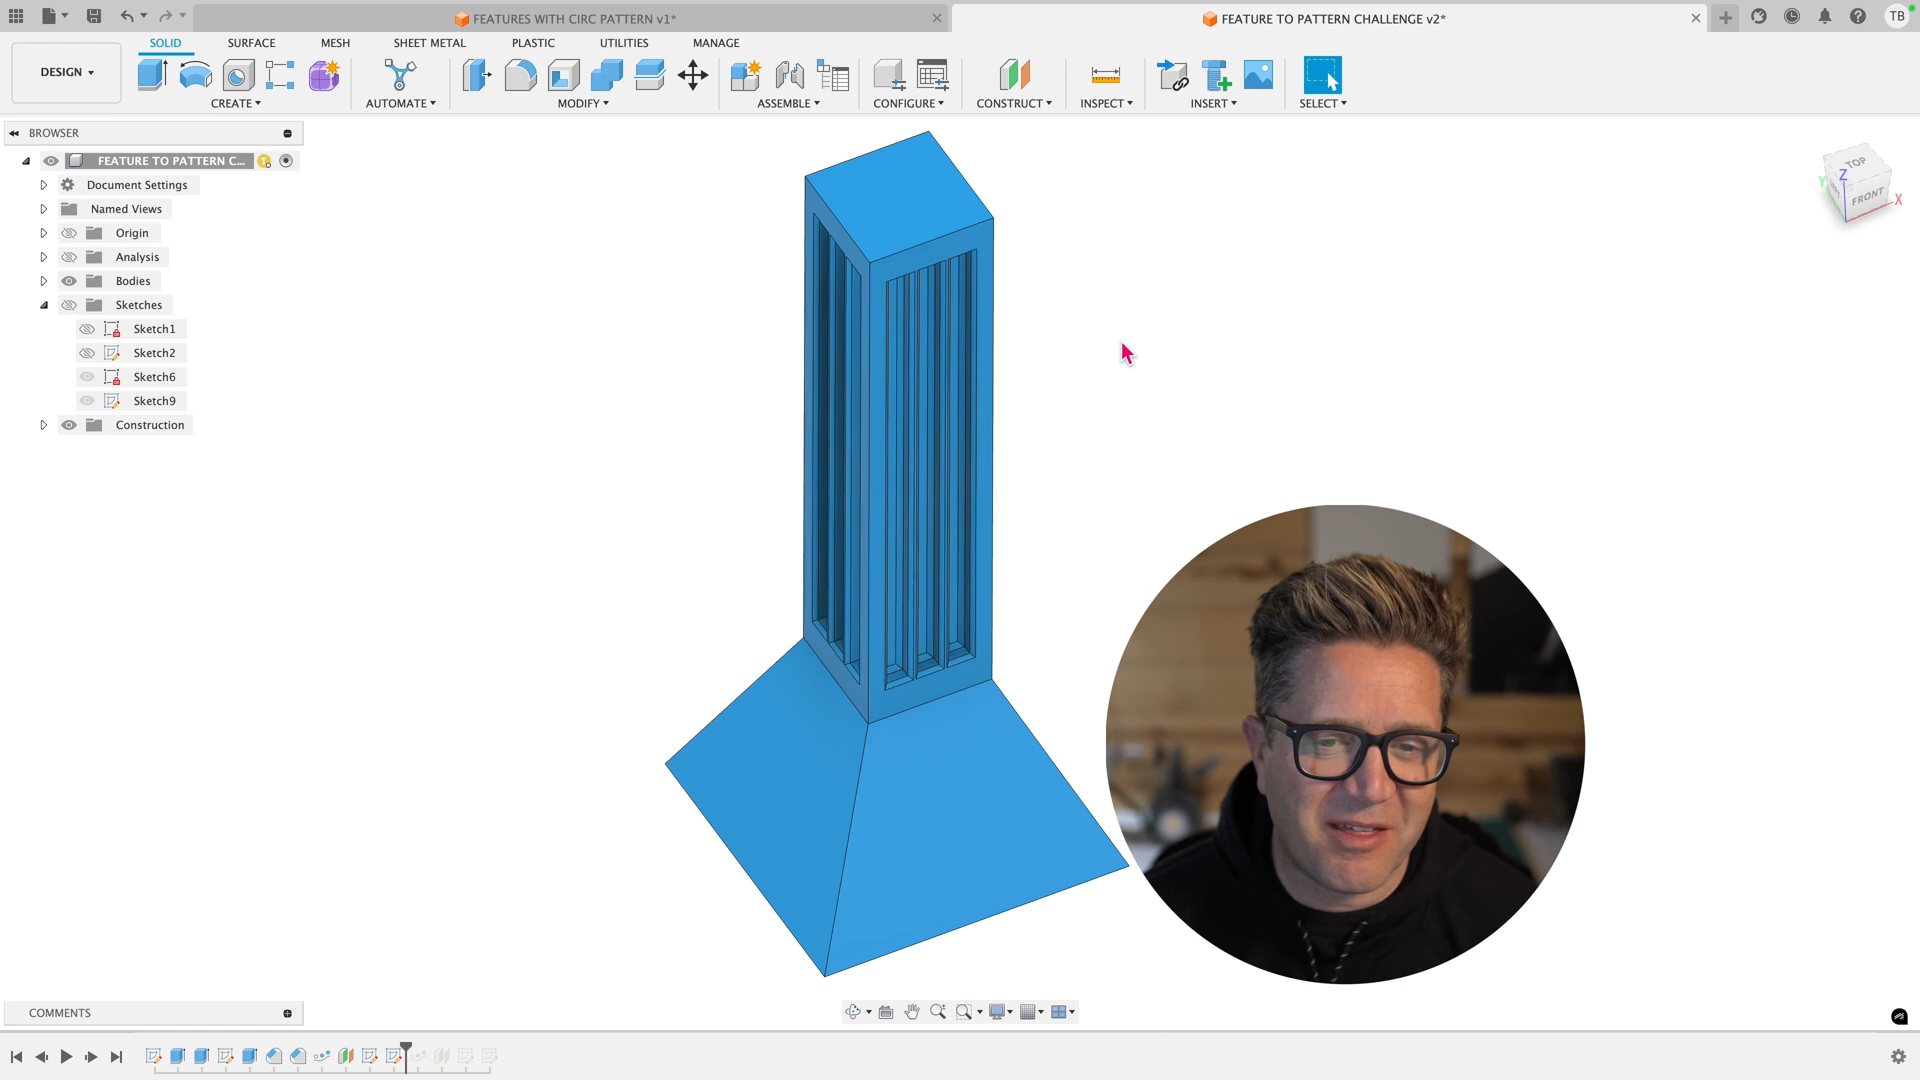 FEATURES WITH CIRC PATTERN v1*
FEATURE TO PATTERN CHALLENGE v2*
TB
DESIGN
SOLID
SURFACE
MESH
SHEET METAL
PLASTIC
UTILITIES
MANAGE
CREATE
AUTOMATE
MODIFY
ASSEMBLE
CONFIGURE
CONSTRUCT
INSPECT
INSERT
SELECT
BROWSER
FEATURE TO PATTERN C...
Document Settings
Named Views
Origin
Analysis
Bodies
Sketches
Sketch1
Sketch2
Sketch6
Sketch9
Construction
TOP
FRONT
Z
Y
X
COMMENTS